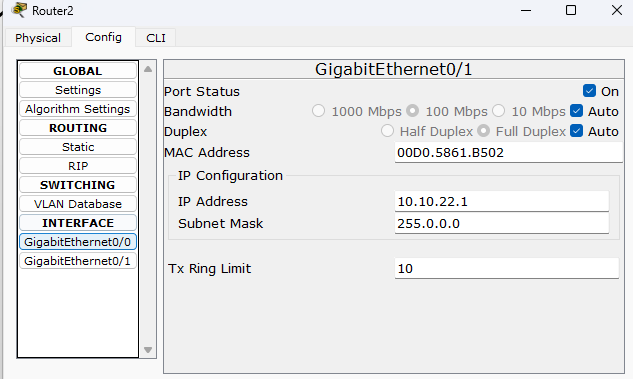 Router2
Physical Config CLI
GLOBAL
Settings
Algorithm Settings
ROUTING
Static
RIP
SWITCHING
VLAN Database
INTERFACE
GigabitEthernet0/0
GigabitEthernet0/1
GigabitEthernet0/1
Port Status On
Bandwidth 1000 Mbps 100 Mbps 10 Mbps Auto
Duplex Half Duplex Full Duplex Auto
MAC Address 00D0.5861.B502
IP Configuration
IP Address 10.10.22.1
Subnet Mask 255.0.0.0
Tx Ring Limit 10